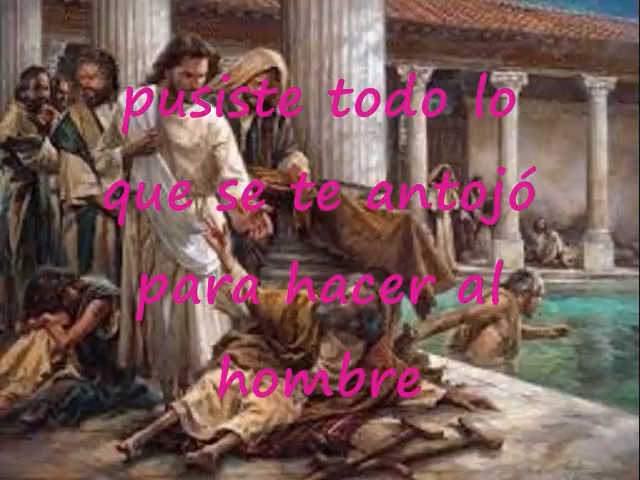 pusiste todo lo
que se te antojó
para hacer al
hombre